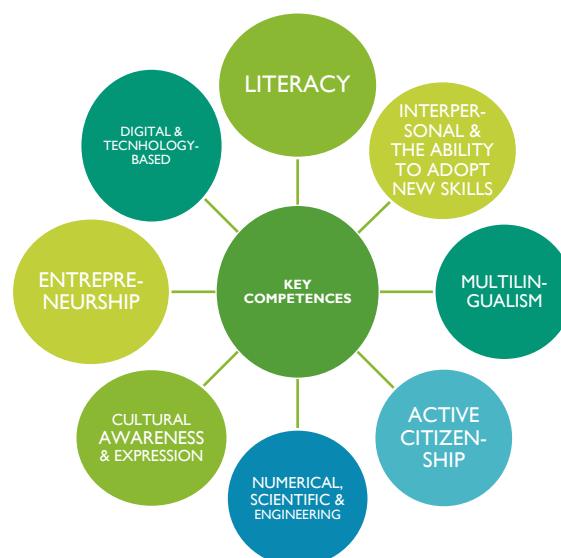 LITERACY
INTERPER-
SONAL &
THE ABILITY
TO ADOPT
NEW SKILLS
MULTILIN-
GUALISM
ACTIVE
CITIZEN-
SHIP
NUMERICAL,
SCIENTIFIC &
ENGINEERING
CULTURAL
AWARENESS
& EXPRESSION
ENTREPRE-
NEURSHIP
DIGITAL &
TECNHOLOGY-
BASED
KEY
COMPETENCES